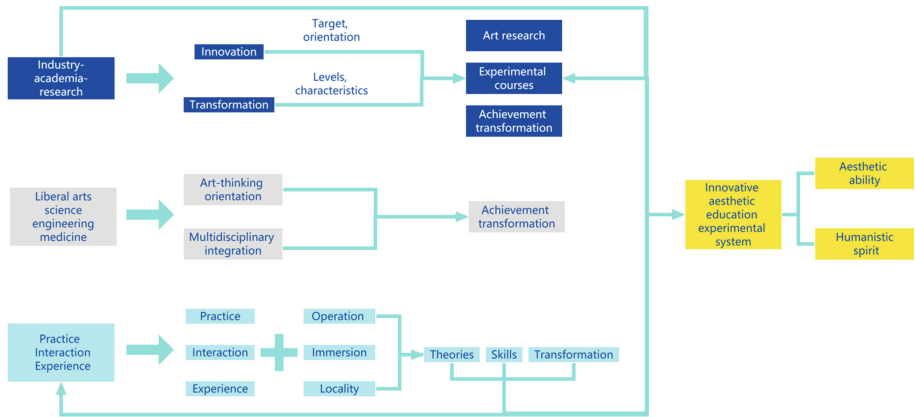 Industry-
academia-
research
Innovation
Transformation
Target,
orientation
Levels,
characteristics
Art research
Experimental
courses
Achievement
transformation
Liberal arts
science
engineering
medicine
Art-thinking
orientation
Multidisciplinary
integration
Achievement
transformation
Innovative
aesthetic
education
experimental
system
Aesthetic
ability
Humanistic
spirit
Practice
Interaction
Experience
Practice
Interaction
Experience
Operation
Immersion
Locality
Theories
Skills
Transformation